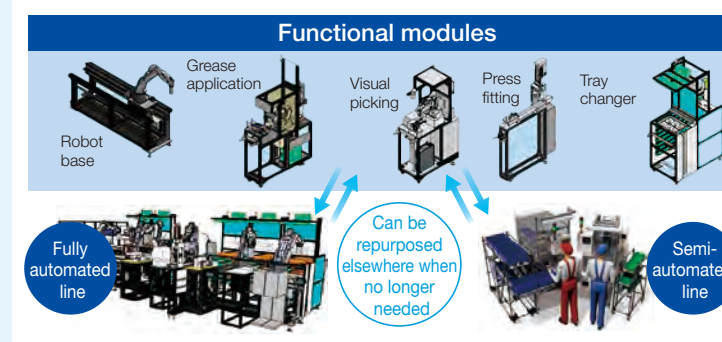 Functional modules
Robot
base
Grease
application
Visual
picking
Press
fitting
Tray
changer
Fully
automated
line
Can be
repurposed
elsewhere when
no longer
needed
Semi-
automate
line